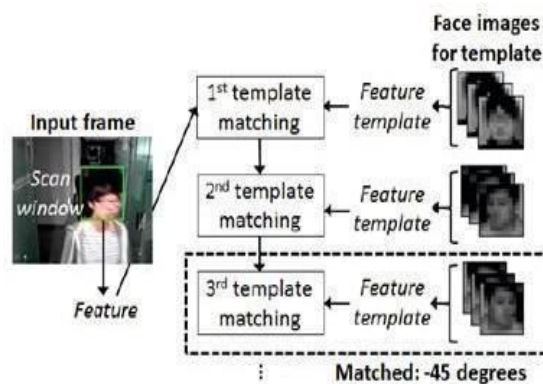 Face images
for template
Input frame
Scan
window
Feature
1st template
matching
Feature
template
2nd template
matching
Feature
template
3rd template
matching
Feature
template
⋮
Matched: -45 degrees